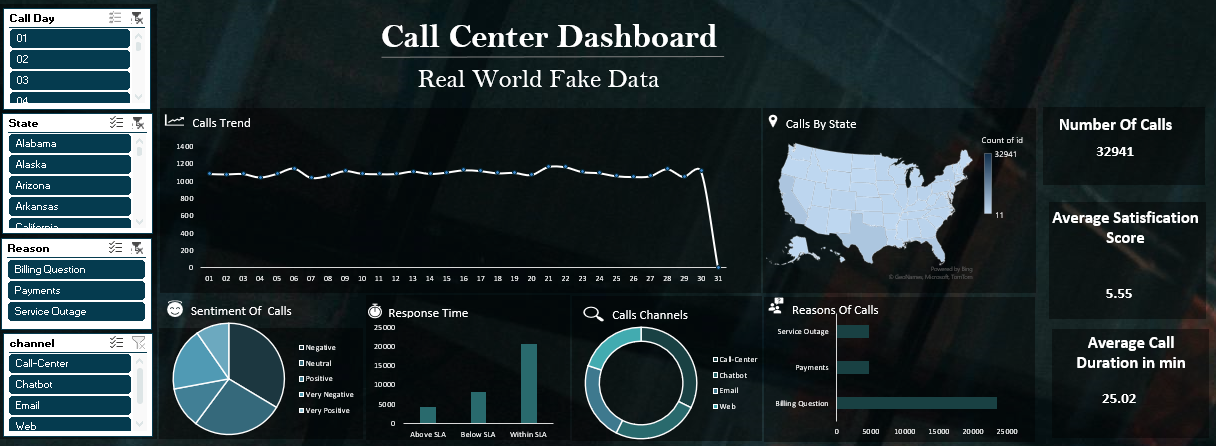 Call Center Dashboard
Real World Fake Data
Call Day
01
02
03
04
State
Alabama
Alaska
Arizona
Arkansas
California
Reason
Billing Question
Payments
Service Outage
channel
Call-Center
Chatbot
Email
Web
Calls Trend
1400
1200
1000
800
600
400
200
0
01 02 03 04 05 06 07 08 09 10 11 12 13 14 15 16 17 18 19 20 21 22 23 24 25 26 27 28 29 30 31
Calls By State
Count of id
32941
11
Powered by Bing
© GeoNames, Microsoft, TomTom
Number Of Calls
32941
Average Satisfication
Score
5.55
Average Call
Duration in min
25.02
Sentiment Of Calls
Negative
Neutral
Positive
Very Negative
Very Positive
Response Time
25000
20000
15000
10000
5000
0
Above SLA Below SLA Within SLA
Calls Channels
Call-Center
Chatbot
Email
Web
Reasons Of Calls
Service Outage
Payments
Billing Question
0 5000 10000 15000 20000 25000